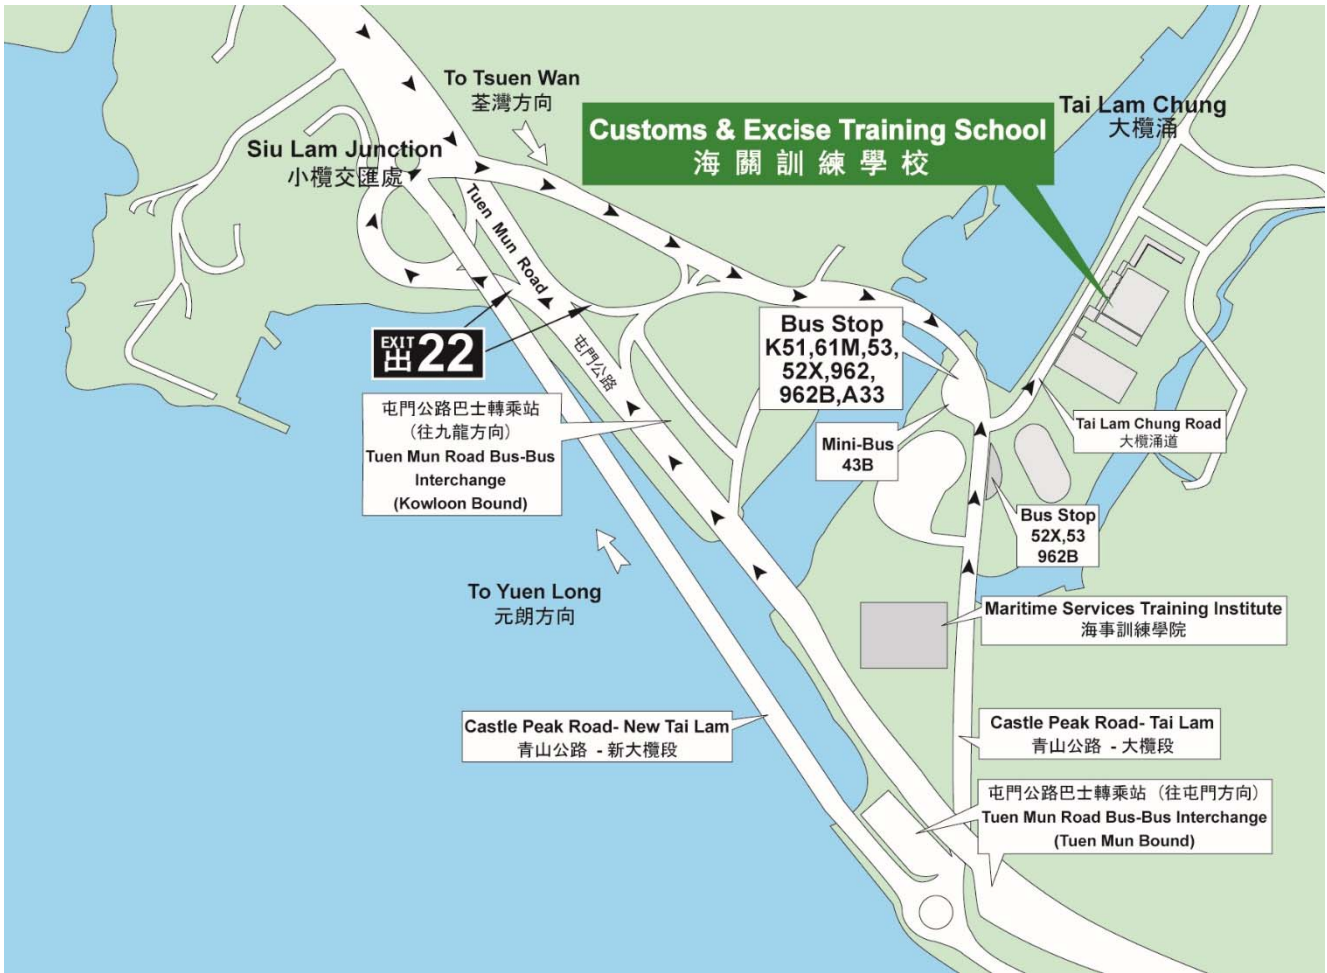 To Tsuen Wan
荃灣方向
Customs & Excise Training School
海關訓練學校
Tai Lam Chung
大欖涌
Siu Lam Junction
小欖交匯處
Tuen Mun Road
屯門公路
EXIT
出 22
Bus Stop
K51,61M,53,
52X,962,
962B,A33
Mini-Bus
43B
Tai Lam Chung Road
大欖涌道
屯門公路巴士轉乘站
(往九龍方向)
Tuen Mun Road Bus-Bus
Interchange
(Kowloon Bound)
Bus Stop
52X,53
962B
To Yuen Long
元朗方向
Maritime Services Training Institute
海事訓練學院
Castle Peak Road- New Tai Lam
青山公路 - 新大欖段
Castle Peak Road- Tai Lam
青山公路 - 大欖段
屯門公路巴士轉乘站 (往屯門方向)
Tuen Mun Road Bus-Bus Interchange
(Tuen Mun Bound)